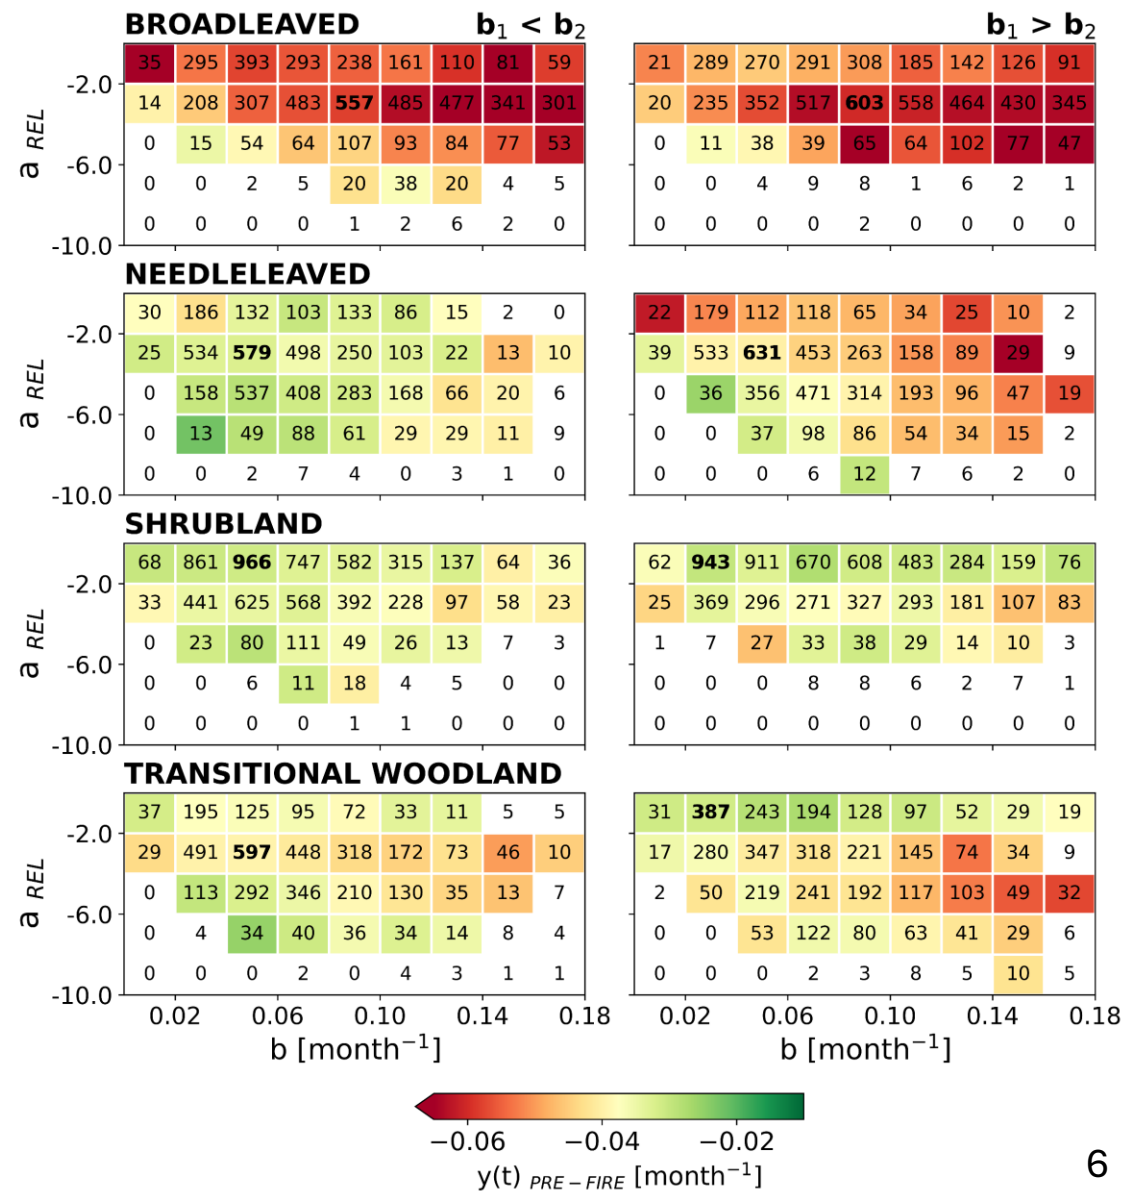 BROADLEAVED b₁ < b₂ b₁ > b₂
35 295 393 293 238 161 110 81 59 21 289 270 291 308 185 142 126 91
-2.0
14 208 307 483 557 485 477 341 301 20 235 352 517 603 558 464 430 345
a REL
0 15 54 64 107 93 84 77 53 0 11 38 39 65 64 102 77 47
-6.0
0 0 2 5 20 38 20 4 5 0 0 4 9 8 1 6 2 1
0 0 0 0 1 2 6 2 0 0 0 0 0 2 0 0 0 0
-10.0
NEEDLELEAVED
30 186 132 103 133 86 15 2 0 22 179 112 118 65 34 25 10 2
-2.0
25 534 579 498 250 103 22 13 10 39 533 631 453 263 158 89 29 9
a REL
0 158 537 408 283 168 66 20 6 0 36 356 471 314 193 96 47 19
-6.0
0 13 49 88 61 29 29 11 9 0 0 37 98 86 54 34 15 2
0 0 2 7 4 0 3 1 0 0 0 0 6 12 7 6 2 0
-10.0
SHRUBLAND
68 861 966 747 582 315 137 64 36 62 943 911 670 608 483 284 159 76
-2.0
33 441 625 568 392 228 97 58 23 25 369 296 271 327 293 181 107 83
a REL
0 23 80 111 49 26 13 7 3 1 7 27 33 38 29 14 10 3
-6.0
0 0 6 11 18 4 5 0 0 0 0 0 8 8 6 2 7 1
0 0 0 0 1 1 0 0 0 0 0 0 0 0 0 0 0 0
-10.0
TRANSITIONAL WOODLAND
37 195 125 95 72 33 11 5 5 31 387 243 194 128 97 52 29 19
-2.0
29 491 597 448 318 172 73 46 10 17 280 347 318 221 145 74 34 9
a REL
0 113 292 346 210 130 35 13 7 2 50 219 241 192 117 103 49 32
-6.0
0 4 34 40 36 34 14 8 4 0 0 53 122 80 63 41 29 6
0 0 0 2 0 4 3 1 1 0 0 0 2 3 8 5 10 5
-10.0
0.02 0.06 0.10 0.14 0.18 0.02 0.06 0.10 0.14 0.18
b [month⁻¹] b [month⁻¹]
−0.06 −0.04 −0.02
y(t) PRE−FIRE [month⁻¹]
6